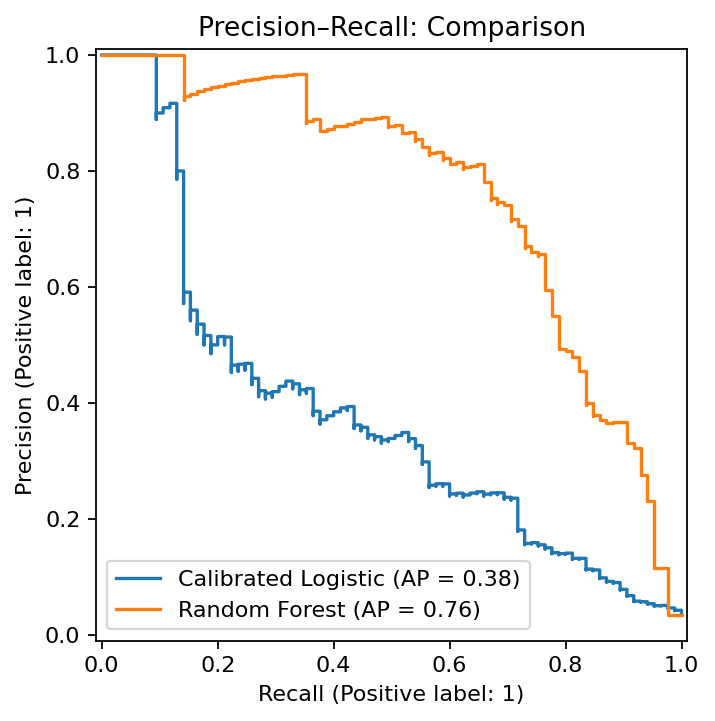 Precision–Recall: Comparison
Precision (Positive label: 1)
1.0
0.8
0.6
0.4
0.2
0.0
Calibrated Logistic (AP = 0.38)
Random Forest (AP = 0.76)
0.0 0.2 0.4 0.6 0.8 1.0
Recall (Positive label: 1)